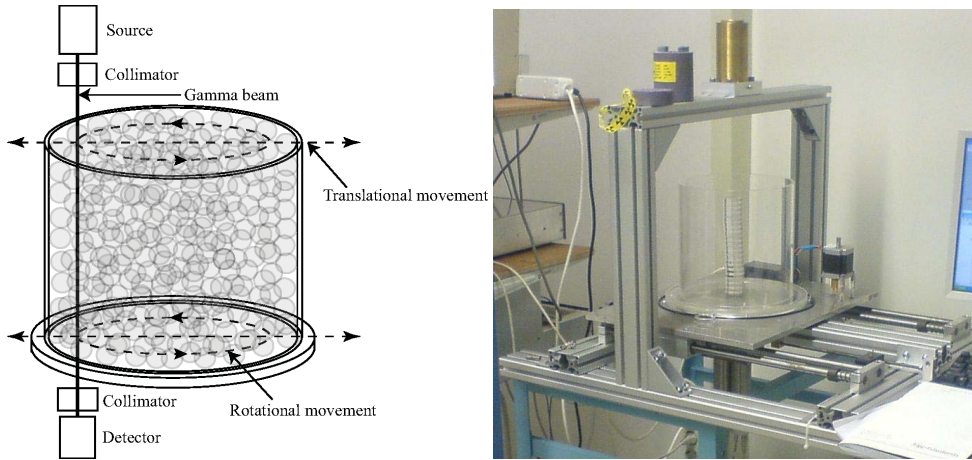 Source
Collimator
Gamma beam
Translational movement
Collimator
Rotational movement
Detector